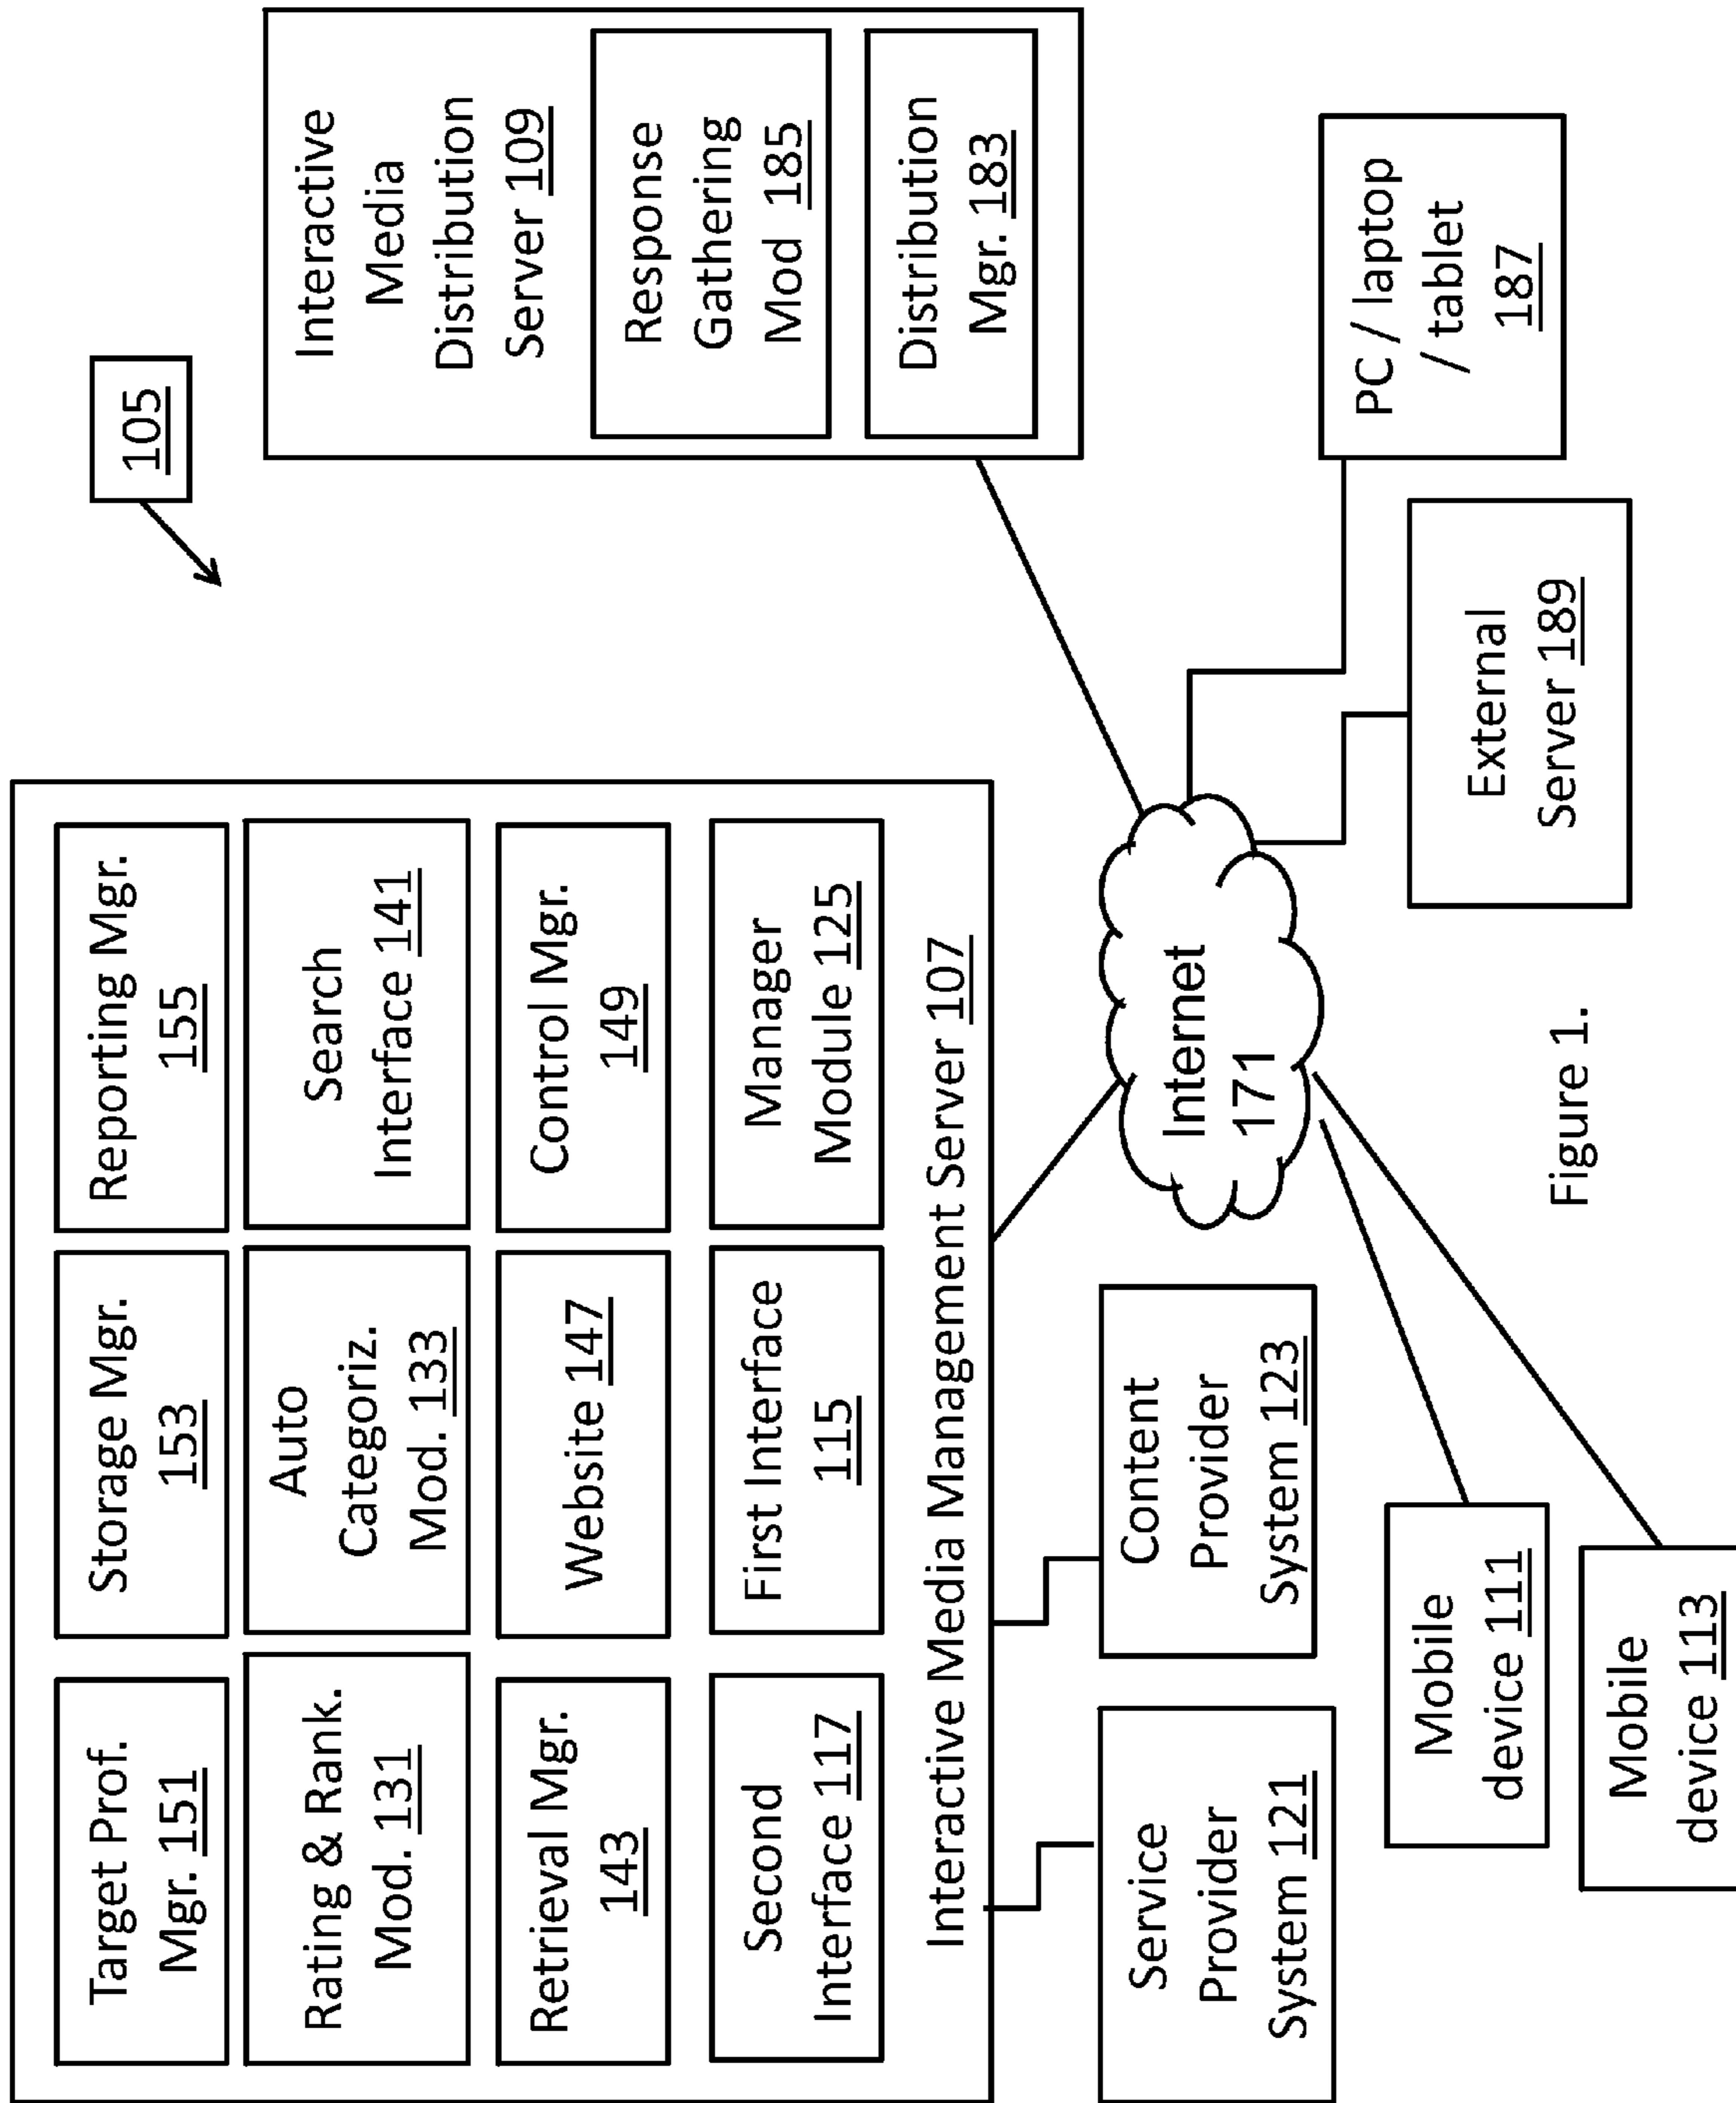 105
Target Prof.
Mgr. 151
Storage Mgr.
153
Reporting Mgr.
155
Rating & Rank.
Mod. 131
Auto
Categoriz.
Mod. 133
Search
Interface 141
Retrieval Mgr.
143
Website 147
Control Mgr.
149
Second
Interface 117
First Interface
115
Manager
Module 125
Interactive Media Management Server 107
Interactive
Media
Distribution
Server 109
Response
Gathering
Mod 185
Distribution
Mgr. 183
Service
Provider
System 121
Content
Provider
System 123
Internet
171
Mobile
device 111
Mobile
device 113
PC / laptop
/ tablet
187
External
Server 189
Figure 1.